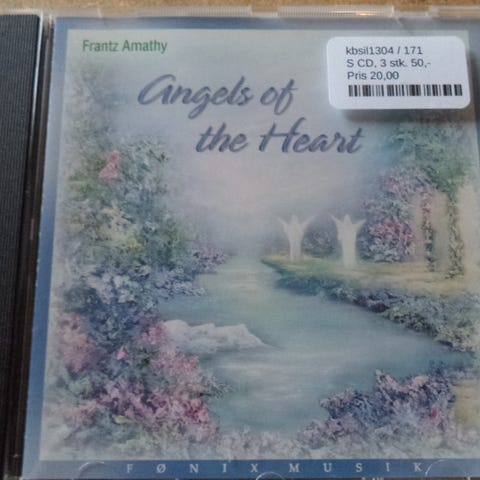 Frantz Amathy
kbsil1304 / 171
S CD, 3 stk. 50,-
Pris 20,00
Angels of
the Heart
FØNIX MUSIK